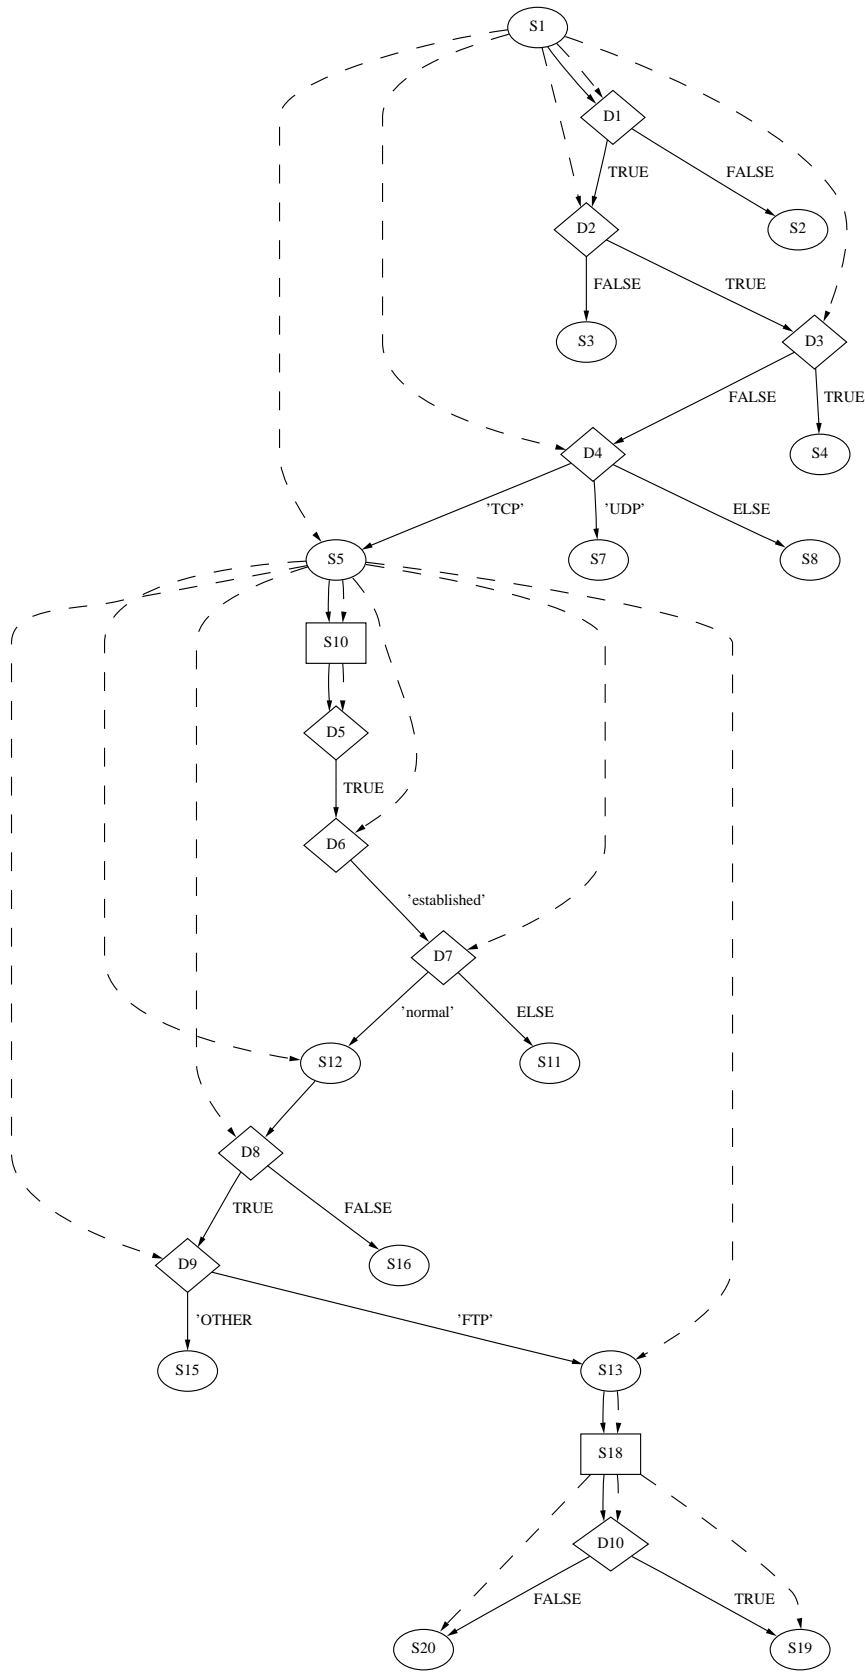 S1
D1
TRUE
FALSE
D2
S2
FALSE
TRUE
S3
D3
FALSE
TRUE
D4
S4
'TCP'
'UDP'
ELSE
S5
S7
S8
S10
D5
TRUE
D6
'established'
D7
'normal'
ELSE
S12
S11
D8
TRUE
FALSE
D9
S16
'OTHER
'FTP'
S15
S13
S18
D10
FALSE
TRUE
S20
S19